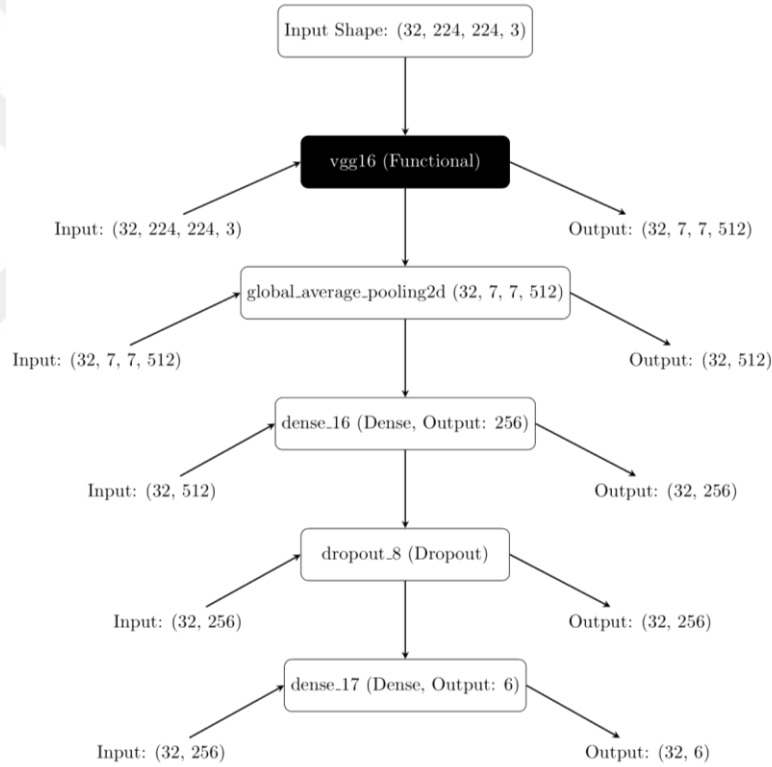 Input Shape: (32, 224, 224, 3)
vgg16 (Functional)
Input: (32, 224, 224, 3)
Output: (32, 7, 7, 512)
global_average_pooling2d (32, 7, 7, 512)
Input: (32, 7, 7, 512)
Output: (32, 512)
dense_16 (Dense, Output: 256)
Input: (32, 512)
Output: (32, 256)
dropout_8 (Dropout)
Input: (32, 256)
Output: (32, 256)
dense_17 (Dense, Output: 6)
Input: (32, 256)
Output: (32, 6)